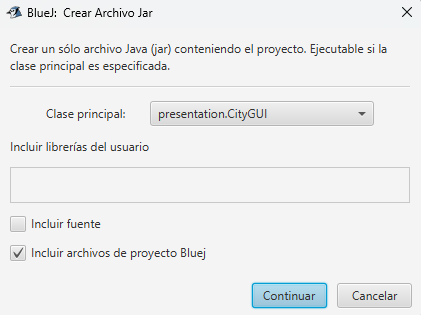 BlueJ: Crear Archivo Jar
Crear un sólo archivo Java (jar) conteniendo el proyecto. Ejecutable si la
clase principal es especificada.
Clase principal: presentation.CityGUI
Incluir librerías del usuario
Incluir fuente
Incluir archivos de proyecto Bluej
Continuar Cancelar